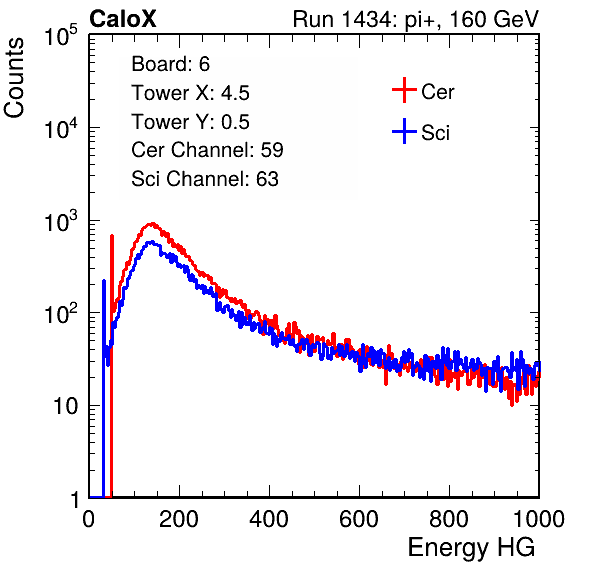 CaloX Run 1434: pi+, 160 GeV
Counts
Board: 6
Tower X: 4.5
Tower Y: 0.5
Cer Channel: 59
Sci Channel: 63
Cer
Sci
10^5
10^4
10^3
10^2
10
1
0 200 400 600 800 1000
Energy HG